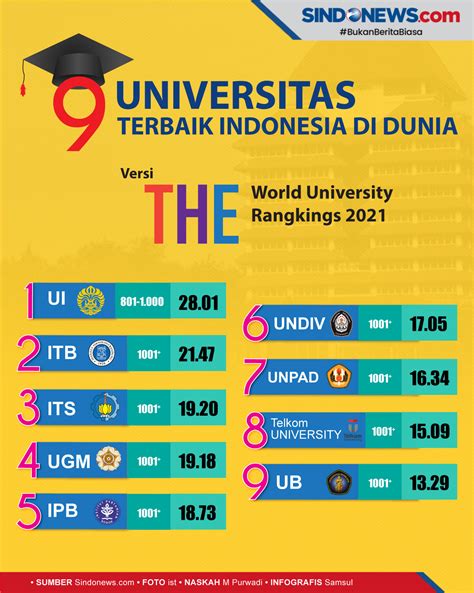 SINDONEWS.com
#BukanBeritaBiasa
9 UNIVERSITAS
TERBAIK INDONESIA DI DUNIA
Versi
THE World University
Rangkings 2021
1 UI 801-1.000 28.01
2 ITB 1001+ 21.47
3 ITS 1001+ 19.20
4 UGM 1001+ 19.18
5 IPB 1001+ 18.73
6 UNDIV 1001+ 17.05
7 UNPAD 1001+ 16.34
8 Telkom UNIVERSITY 1001+ 15.09
9 UB 1001+ 13.29
• SUMBER Sindonews.com • FOTO ist • NASKAH M Purwadi • INFOGRAFIS Samsul